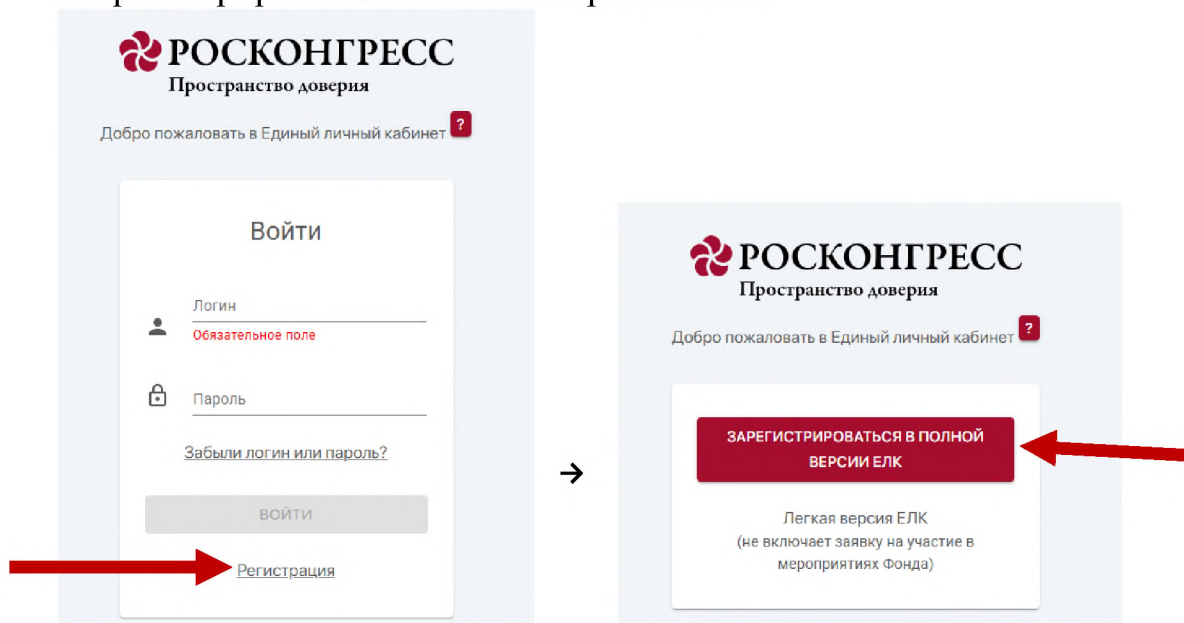 РОСКОНГРЕСС
Пространство доверия
Добро пожаловать в Единый личный кабинет ?
Войти
Логин
Обязательное поле
Пароль
Забыли логин или пароль?
ВОЙТИ
Регистрация
→
РОСКОНГРЕСС
Пространство доверия
Добро пожаловать в Единый личный кабинет ?
ЗАРЕГИСТРИРОВАТЬСЯ В ПОЛНОЙ
ВЕРСИИ ЕЛК
Легкая версия ЕЛК
(не включает заявку на участие в
мероприятиях Фонда)